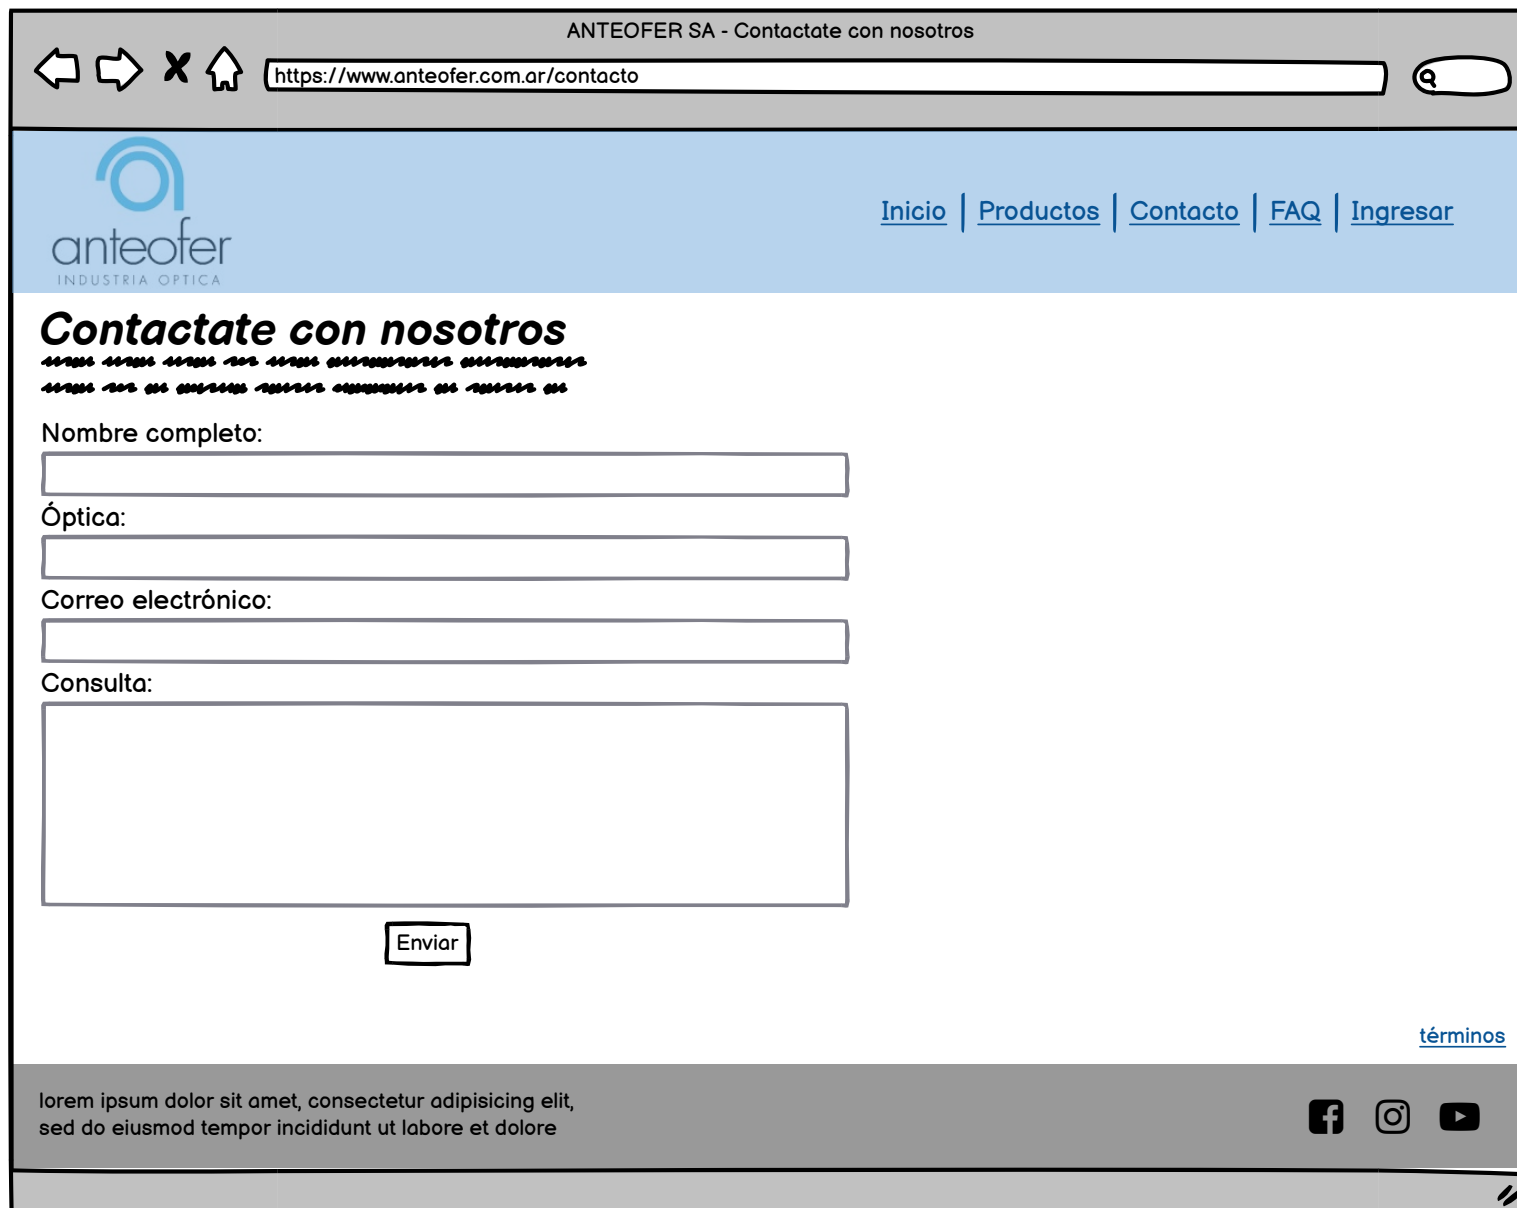 ANTEOFER SA - Contactate con nosotros
https://www.anteofer.com.ar/contacto
anteofer
INDUSTRIA OPTICA
Inicio | Productos | Contacto | FAQ | Ingresar
Contactate con nosotros
Nombre completo:
Óptica:
Correo electrónico:
Consulta:
Enviar
términos
lorem ipsum dolor sit amet, consectetur adipisicing elit,
sed do eiusmod tempor incididunt ut labore et dolore